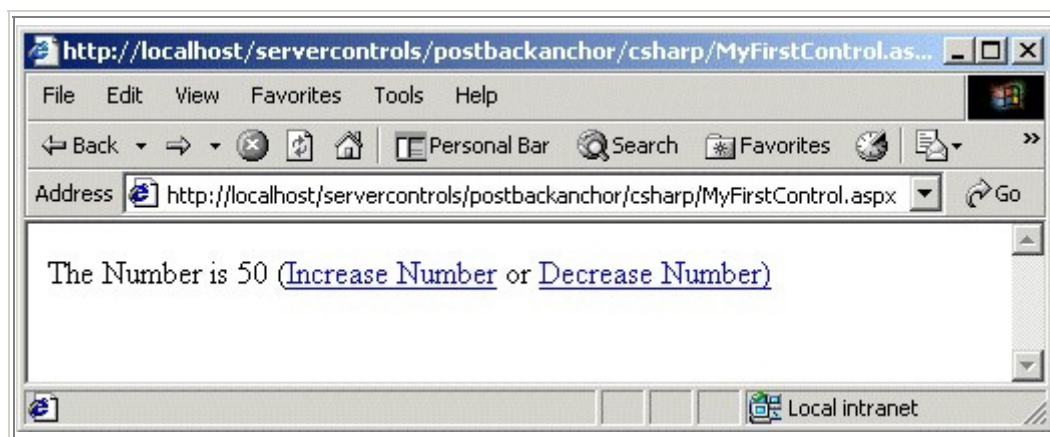 http://localhost/servercontrols/postbackanchor/csharp/MyFirstControl.as...
File Edit View Favorites Tools Help
Back Personal Bar Search Favorites »
Address http://localhost/servercontrols/postbackanchor/csharp/MyFirstControl.aspx Go
The Number is 50 (Increase Number or Decrease Number)
Local intranet